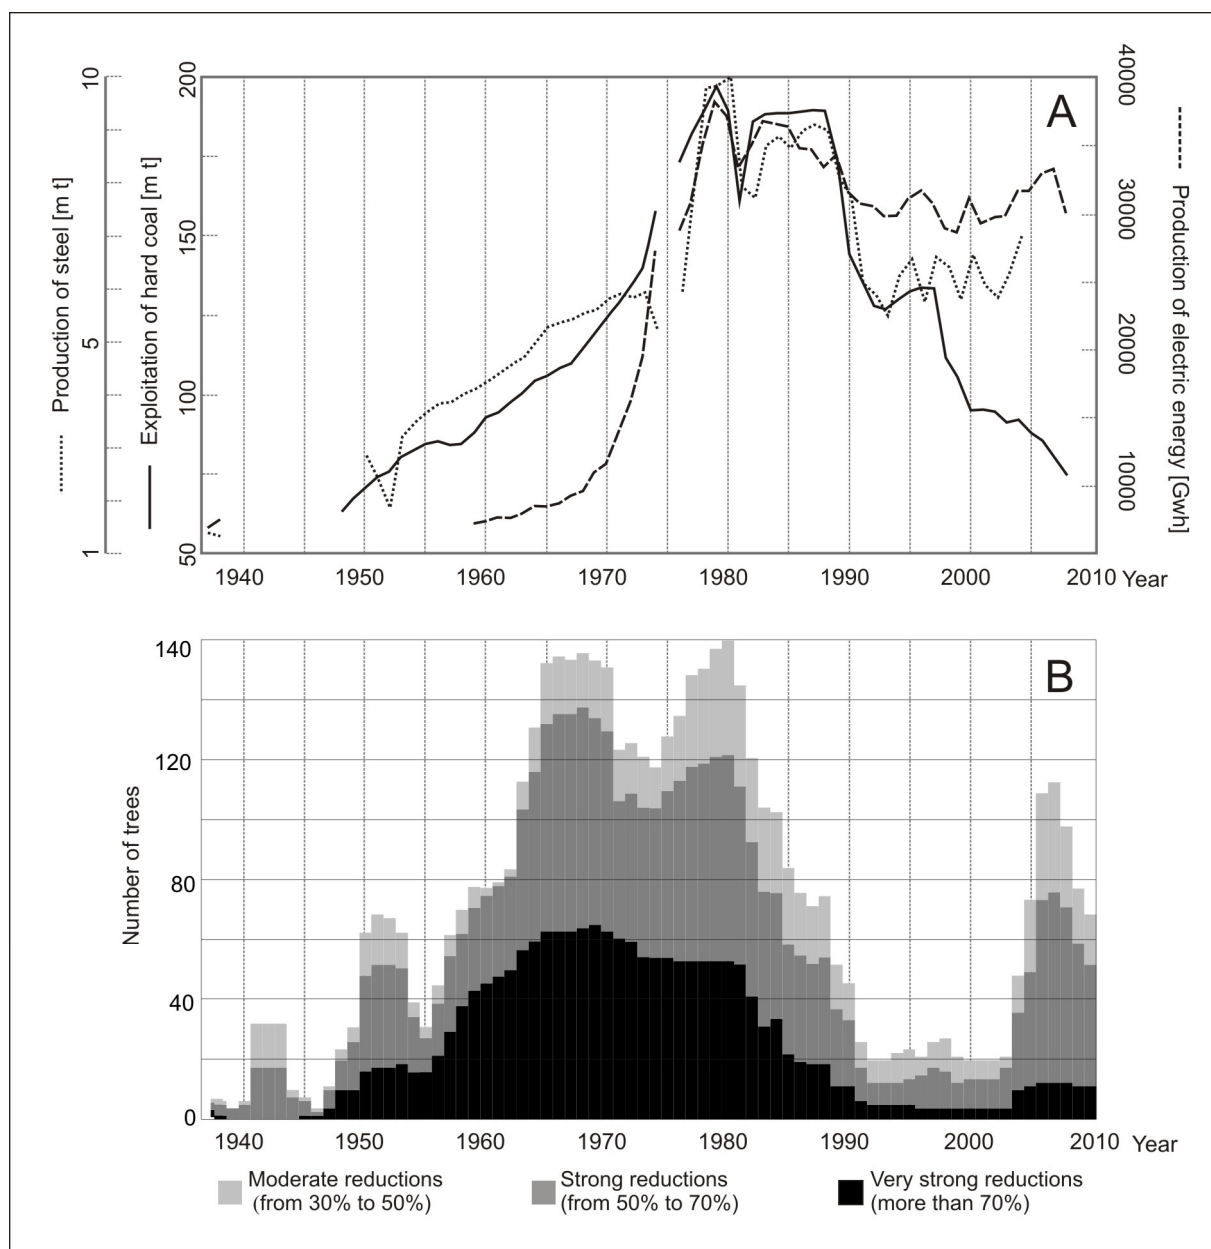 A
Production of steel [m t]
1
5
10
Exploitation of hard coal [m t]
50
100
150
200
Production of electric energy [Gwh]
10000
20000
30000
40000
1940 1950 1960 1970 1980 1990 2000 2010 Year
B
Number of trees
140
120
80
40
0
1940 1950 1960 1970 1980 1990 2000 2010 Year
Moderate reductions
(from 30% to 50%)
Strong reductions
(from 50% to 70%)
Very strong reductions
(more than 70%)